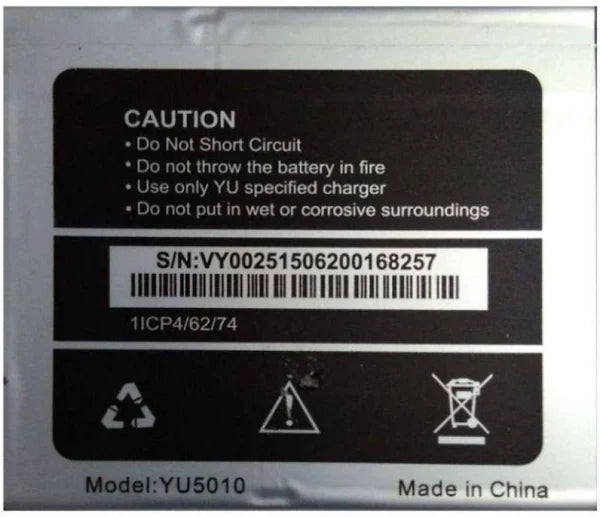 CAUTION
• Do Not Short Circuit
• Do not throw the battery in fire
• Use only YU specified charger
• Do not put in wet or corrosive surroundings
S/N:VY00251506200168257
1ICP4/62/74
Model:YU5010
Made in China